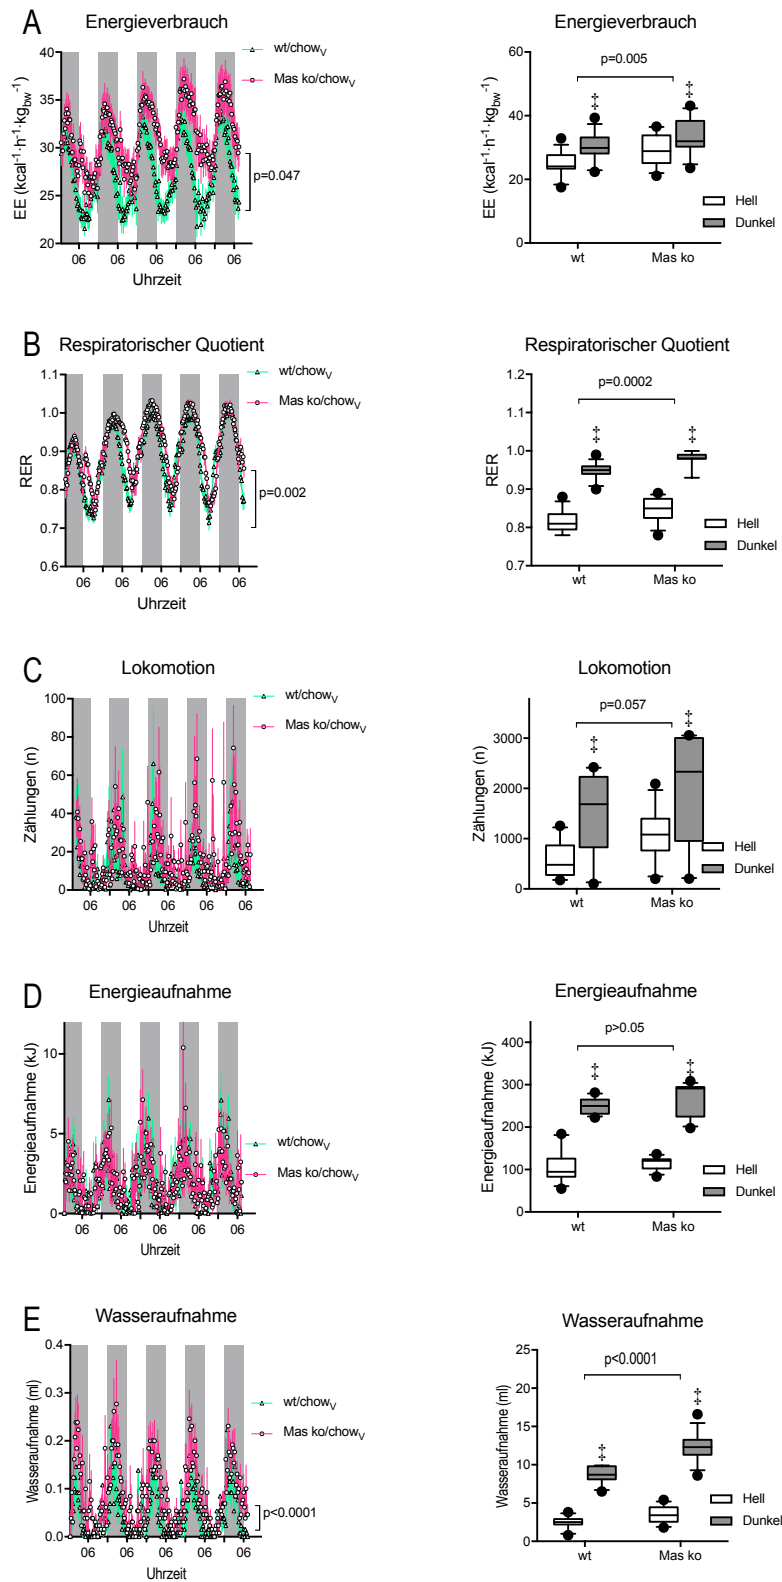 A
Energieverbrauch
wt/chowV
Mas ko/chowV
EE (kcal-1·h-1·kgbw-1)
40
35
30
25
20
p=0.047
06 06 06 06 06
Uhrzeit
Energieverbrauch
EE (kcal-1·h-1·kgbw-1)
60
40
20
0
p=0.005
‡
‡
Hell
Dunkel
wt Mas ko
B
Respiratorischer Quotient
wt/chowV
Mas ko/chowV
RER
1.1
1.0
0.9
0.8
0.7
0.6
p=0.002
06 06 06 06 06
Uhrzeit
Respiratorischer Quotient
RER
1.2
1.1
1.0
0.9
0.8
0.7
p=0.0002
‡
‡
Hell
Dunkel
wt Mas ko
C
Lokomotion
wt/chowV
Mas ko/chowV
Zählungen (n)
100
80
60
40
20
0
06 06 06 06 06
Uhrzeit
Lokomotion
Zählungen (n)
3000
2000
1000
0
p=0.057
‡
‡
Hell
Dunkel
wt Mas ko
D
Energieaufnahme
Energieaufnahme (kJ)
10
5
0
wt/chowV
Mas ko/chowV
06 06 06 06 06
Uhrzeit
Energieaufnahme
Energieaufnahme (kJ)
400
300
200
100
0
p>0.05
‡
‡
Hell
Dunkel
wt Mas ko
E
Wasseraufnahme
Wasseraufnahme (ml)
0.4
0.3
0.2
0.1
0.0
wt/chowV
Mas ko/chowV
p<0.0001
06 06 06 06 06
Uhrzeit
Wasseraufnahme
Wasseraufnahme (ml)
25
20
15
10
5
0
p<0.0001
‡
‡
Hell
Dunkel
wt Mas ko